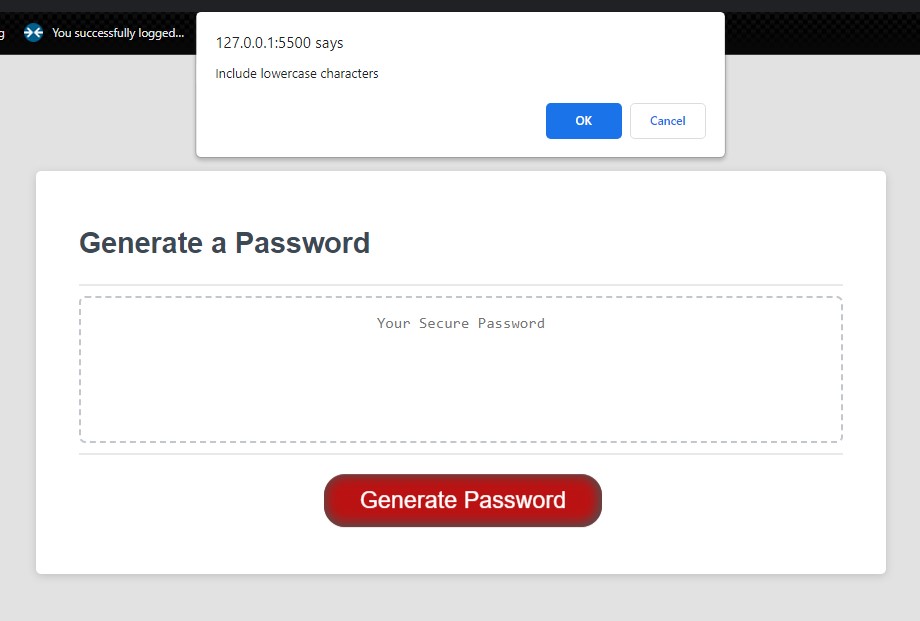 g
You successfully logged...
127.0.0.1:5500 says
Include lowercase characters
OK
Cancel
Generate a Password
Your Secure Password
Generate Password